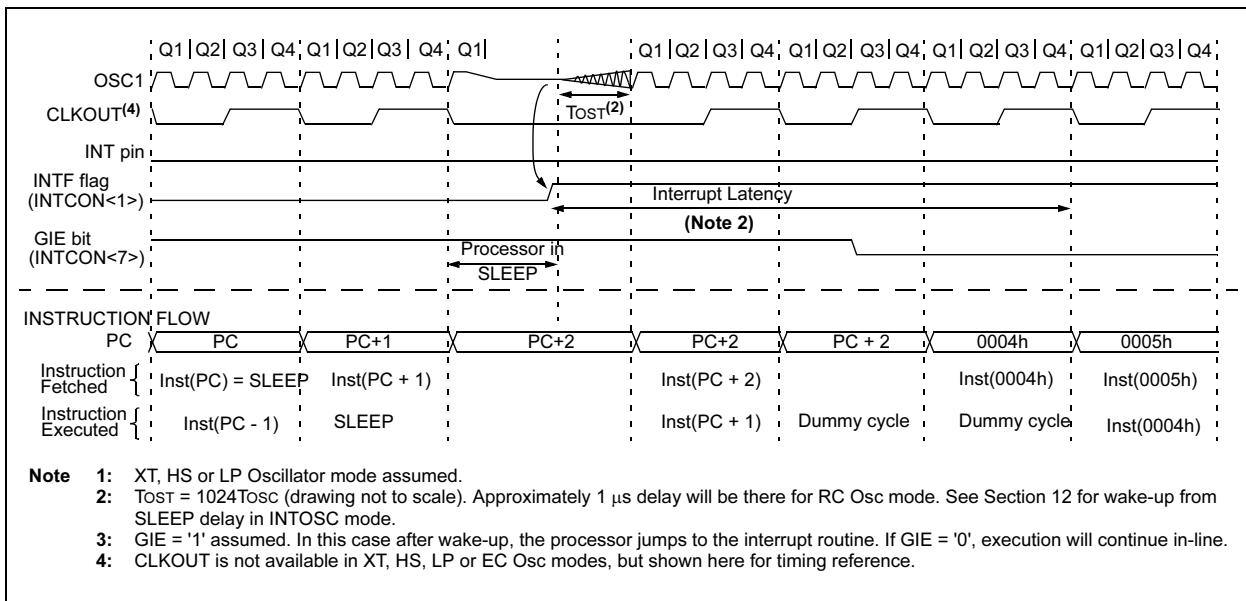 Q1 Q2 Q3 Q4 Q1 Q2 Q3 Q4 Q1 Q1 Q2 Q3 Q4 Q1 Q2 Q3 Q4 Q1 Q2 Q3 Q4 Q1 Q2 Q3 Q4
OSC1
TOST(2)
CLKOUT(4)
INT pin
INTF flag
(INTCON<1>)
Interrupt Latency
(Note 2)
GIE bit
(INTCON<7>)
Processor in
SLEEP
INSTRUCTION FLOW
PC PC PC+1 PC+2 PC+2 PC + 2 0004h 0005h
Instruction
Fetched
Inst(PC) = SLEEP Inst(PC + 1) Inst(PC + 2) Inst(0004h) Inst(0005h)
Instruction
Executed
Inst(PC - 1) SLEEP Inst(PC + 1) Dummy cycle Dummy cycle Inst(0004h)
Note 1: XT, HS or LP Oscillator mode assumed.
2: TOST = 1024TOSC (drawing not to scale). Approximately 1 μs delay will be there for RC Osc mode. See Section 12 for wake-up from
SLEEP delay in INTOSC mode.
3: GIE = '1' assumed. In this case after wake-up, the processor jumps to the interrupt routine. If GIE = '0', execution will continue in-line.
4: CLKOUT is not available in XT, HS, LP or EC Osc modes, but shown here for timing reference.